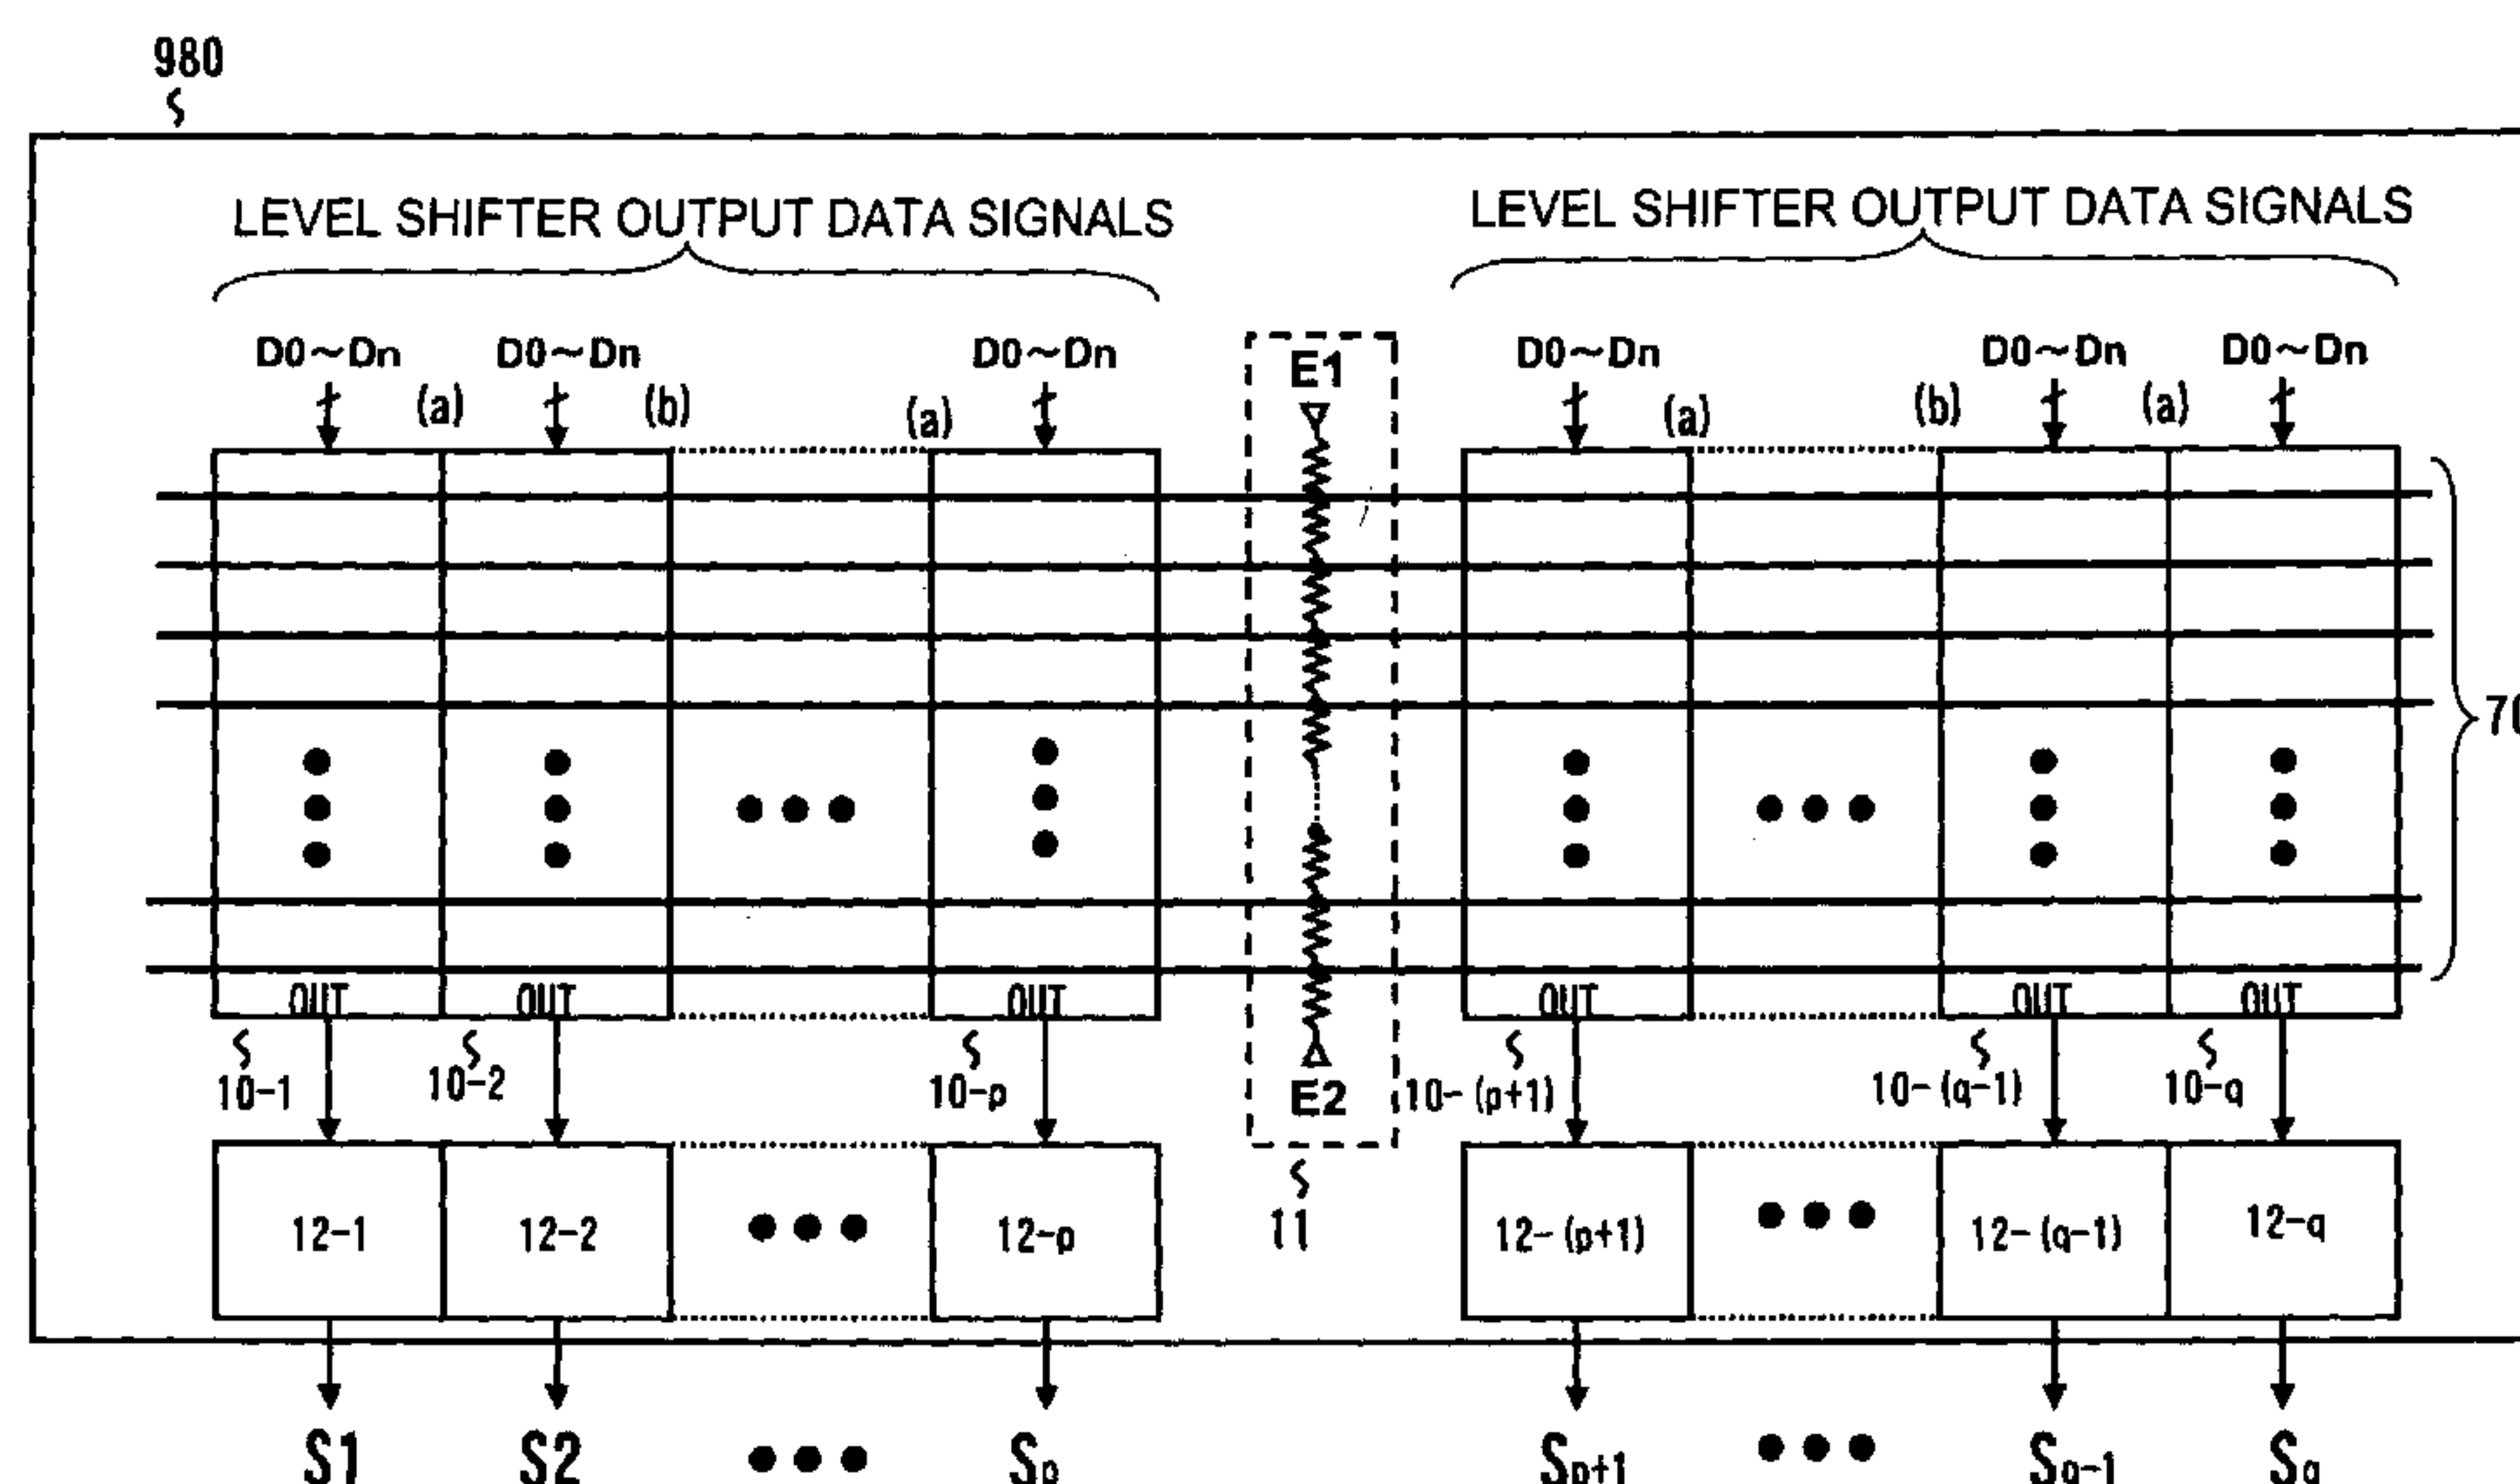 980
LEVEL SHIFTER OUTPUT DATA SIGNALS LEVEL SHIFTER OUTPUT DATA SIGNALS
D0~Dn D0~Dn D0~Dn E1 D0~Dn D0~Dn D0~Dn
(a) (b) (a) (a) (b) (a)
OUT OUT OUT OUT OUT OUT
10-1 10-2 10-p E2 10-(p+1) 10-(q-1) 10-q
12-1 12-2 12-p 11 12-(p+1) 12-(q-1) 12-q
S1 S2 Sp Sp+1 Sq-1 Sq